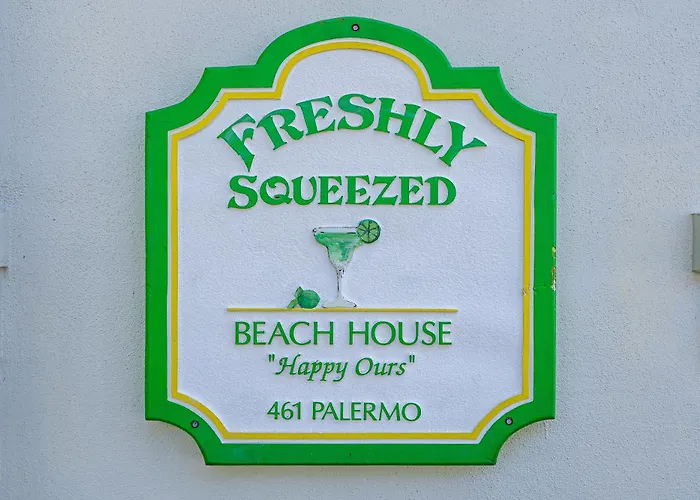 FRESHLY
SQUEEZED
BEACH HOUSE
"Happy Ours"
461 PALERMO